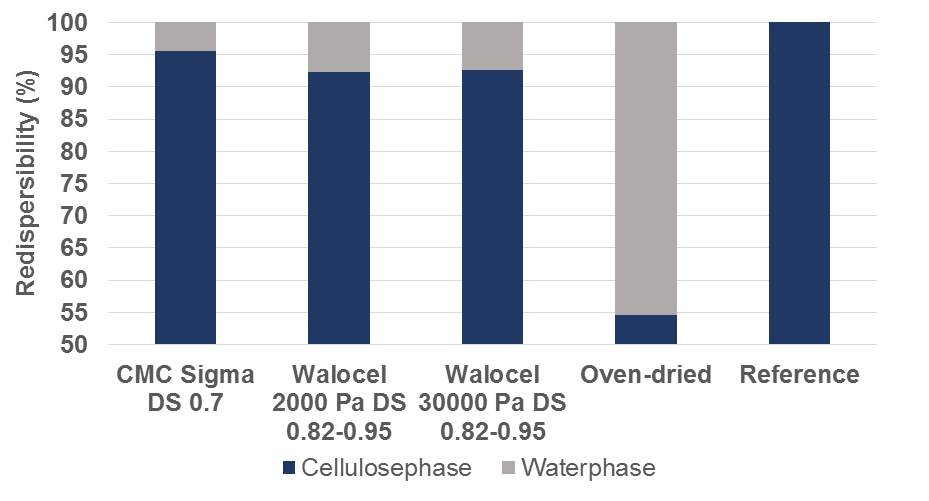 Redispersibility (%)
100
95
90
85
80
75
70
65
60
55
50
CMC Sigma
DS 0.7
Walocel
2000 Pa DS
0.82-0.95
Walocel
30000 Pa DS
0.82-0.95
Oven-dried
Reference
Cellulosephase
Waterphase